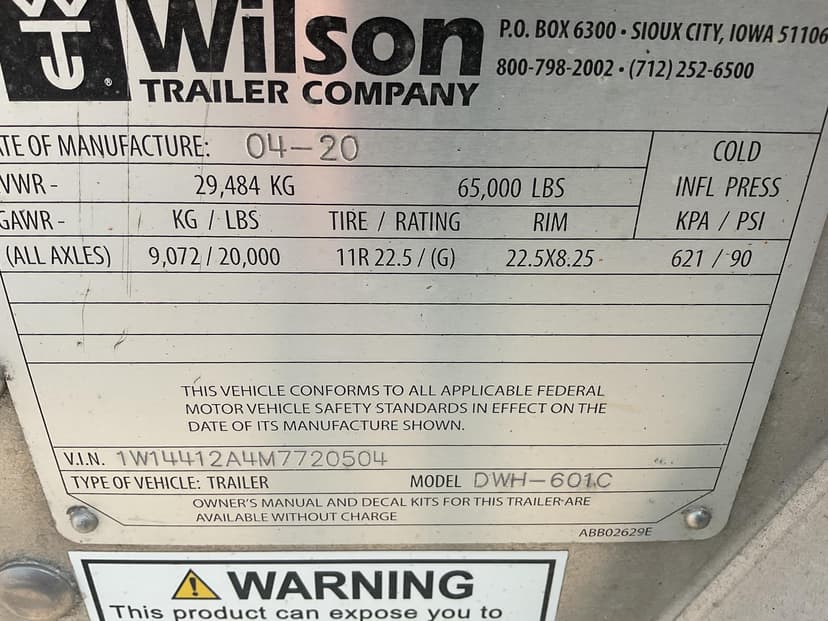 Wilson
TRAILER COMPANY
P.O. BOX 6300 • SIOUX CITY, IOWA 51106
800-798-2002 • (712) 252-6500
ATE OF MANUFACTURE: 04-20
COLD
VWR - 29,484 KG 65,000 LBS INFL PRESS
GAWR - KG / LBS TIRE / RATING RIM KPA / PSI
(ALL AXLES) 9,072 / 20,000 11R 22.5 / (G) 22.5X8.25 621 / 90
THIS VEHICLE CONFORMS TO ALL APPLICABLE FEDERAL
MOTOR VEHICLE SAFETY STANDARDS IN EFFECT ON THE
DATE OF ITS MANUFACTURE SHOWN.
V.I.N. 1W14412A4M7720504
TYPE OF VEHICLE: TRAILER MODEL DWH-601C
OWNER'S MANUAL AND DECAL KITS FOR THIS TRAILER ARE
AVAILABLE WITHOUT CHARGE
ABB02629E
WARNING
This product can expose you to